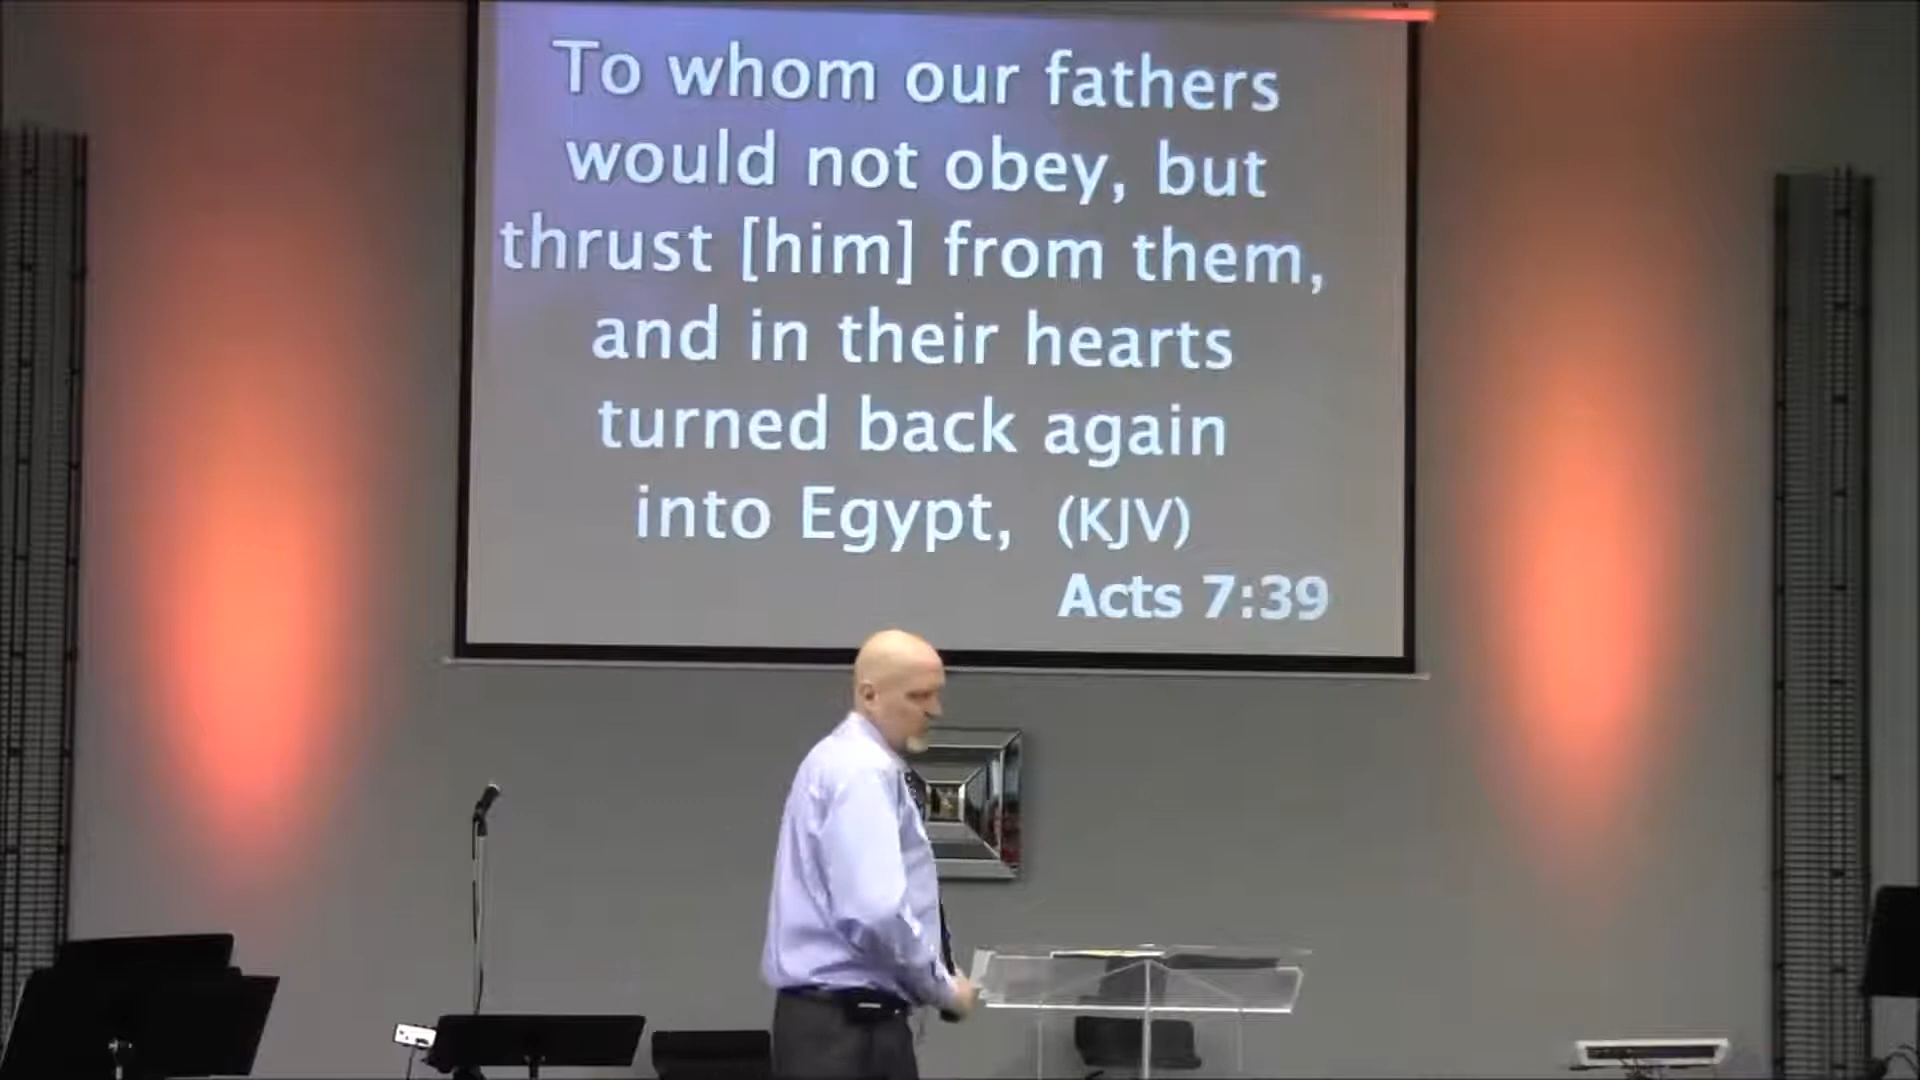 To whom our fathers
would not obey, but
thrust [him] from them,
and in their hearts
turned back again
into Egypt, (KJV)
Acts 7:39